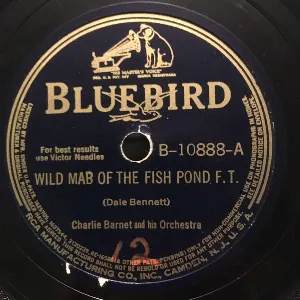 "HIS MASTER'S VOICE"
BLUEBIRD
For best results
use Victor Needles
B-10888-A
WILD MAB OF THE FISH POND F.T.
(Dale Bennett)
Charlie Barnet and his Orchestra
12
RCA MANUFACTURING CO., INC., CAMDEN, N.J., U.S.A.